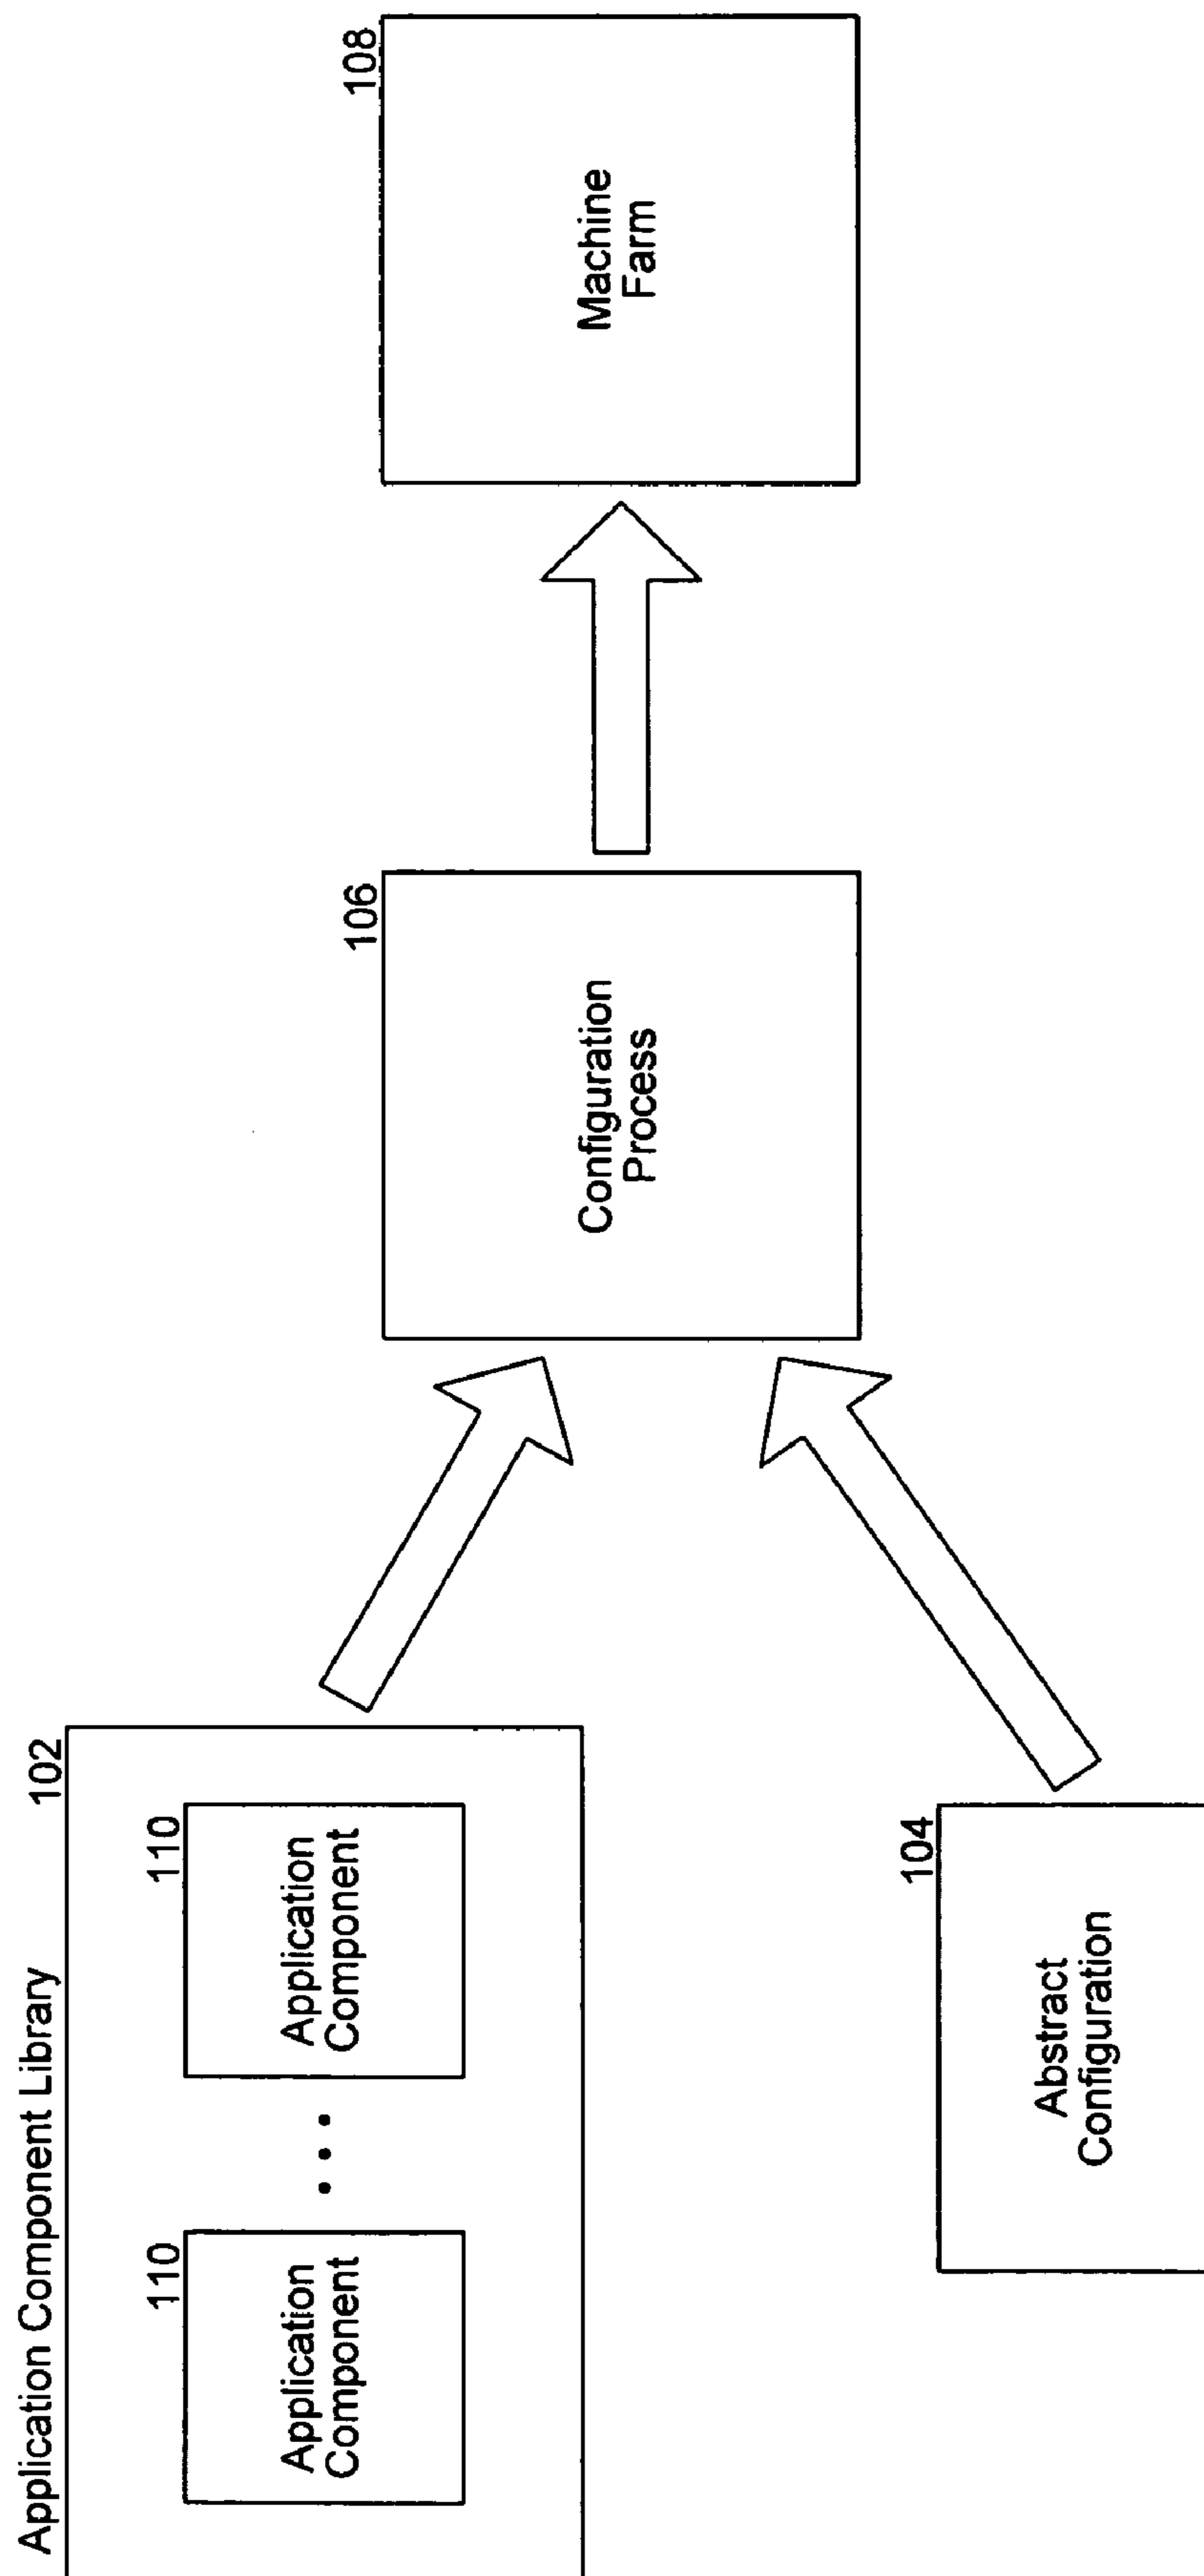 Application Component Library 102
110
Application
Component
. . .
110
Application
Component
104
Abstract
Configuration
106
Configuration
Process
108
Machine
Farm